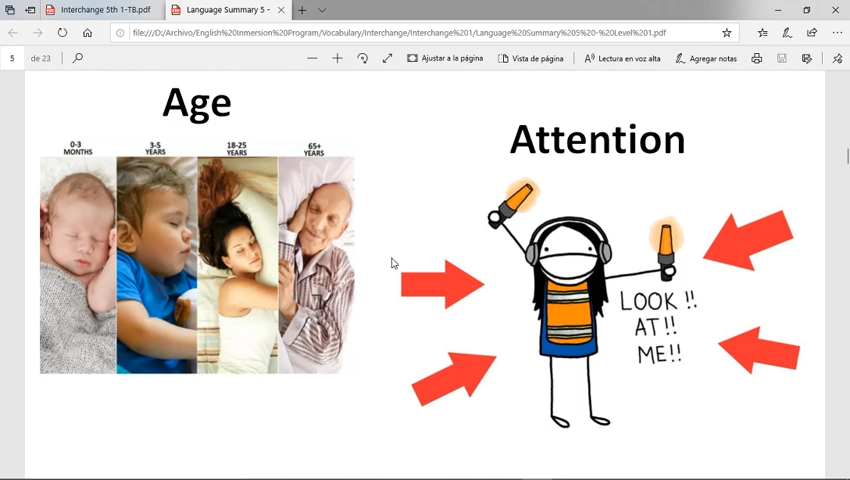 Interchange 5th 1-TB.pdf
Language Summary 5 -
file:///D:/Archivo/English%20Inmersion%20Program/Vocabulary/Interchange/Interchange%201/Language%20Summary%205%20-%20Level%201.pdf
5 de 23
Ajustar a la página
Vista de página
Lectura en voz alta
Agregar notas
Age
0-3 MONTHS
3-5 YEARS
18-25 YEARS
65+ YEARS
Attention
LOOK !!
AT !!
ME!!